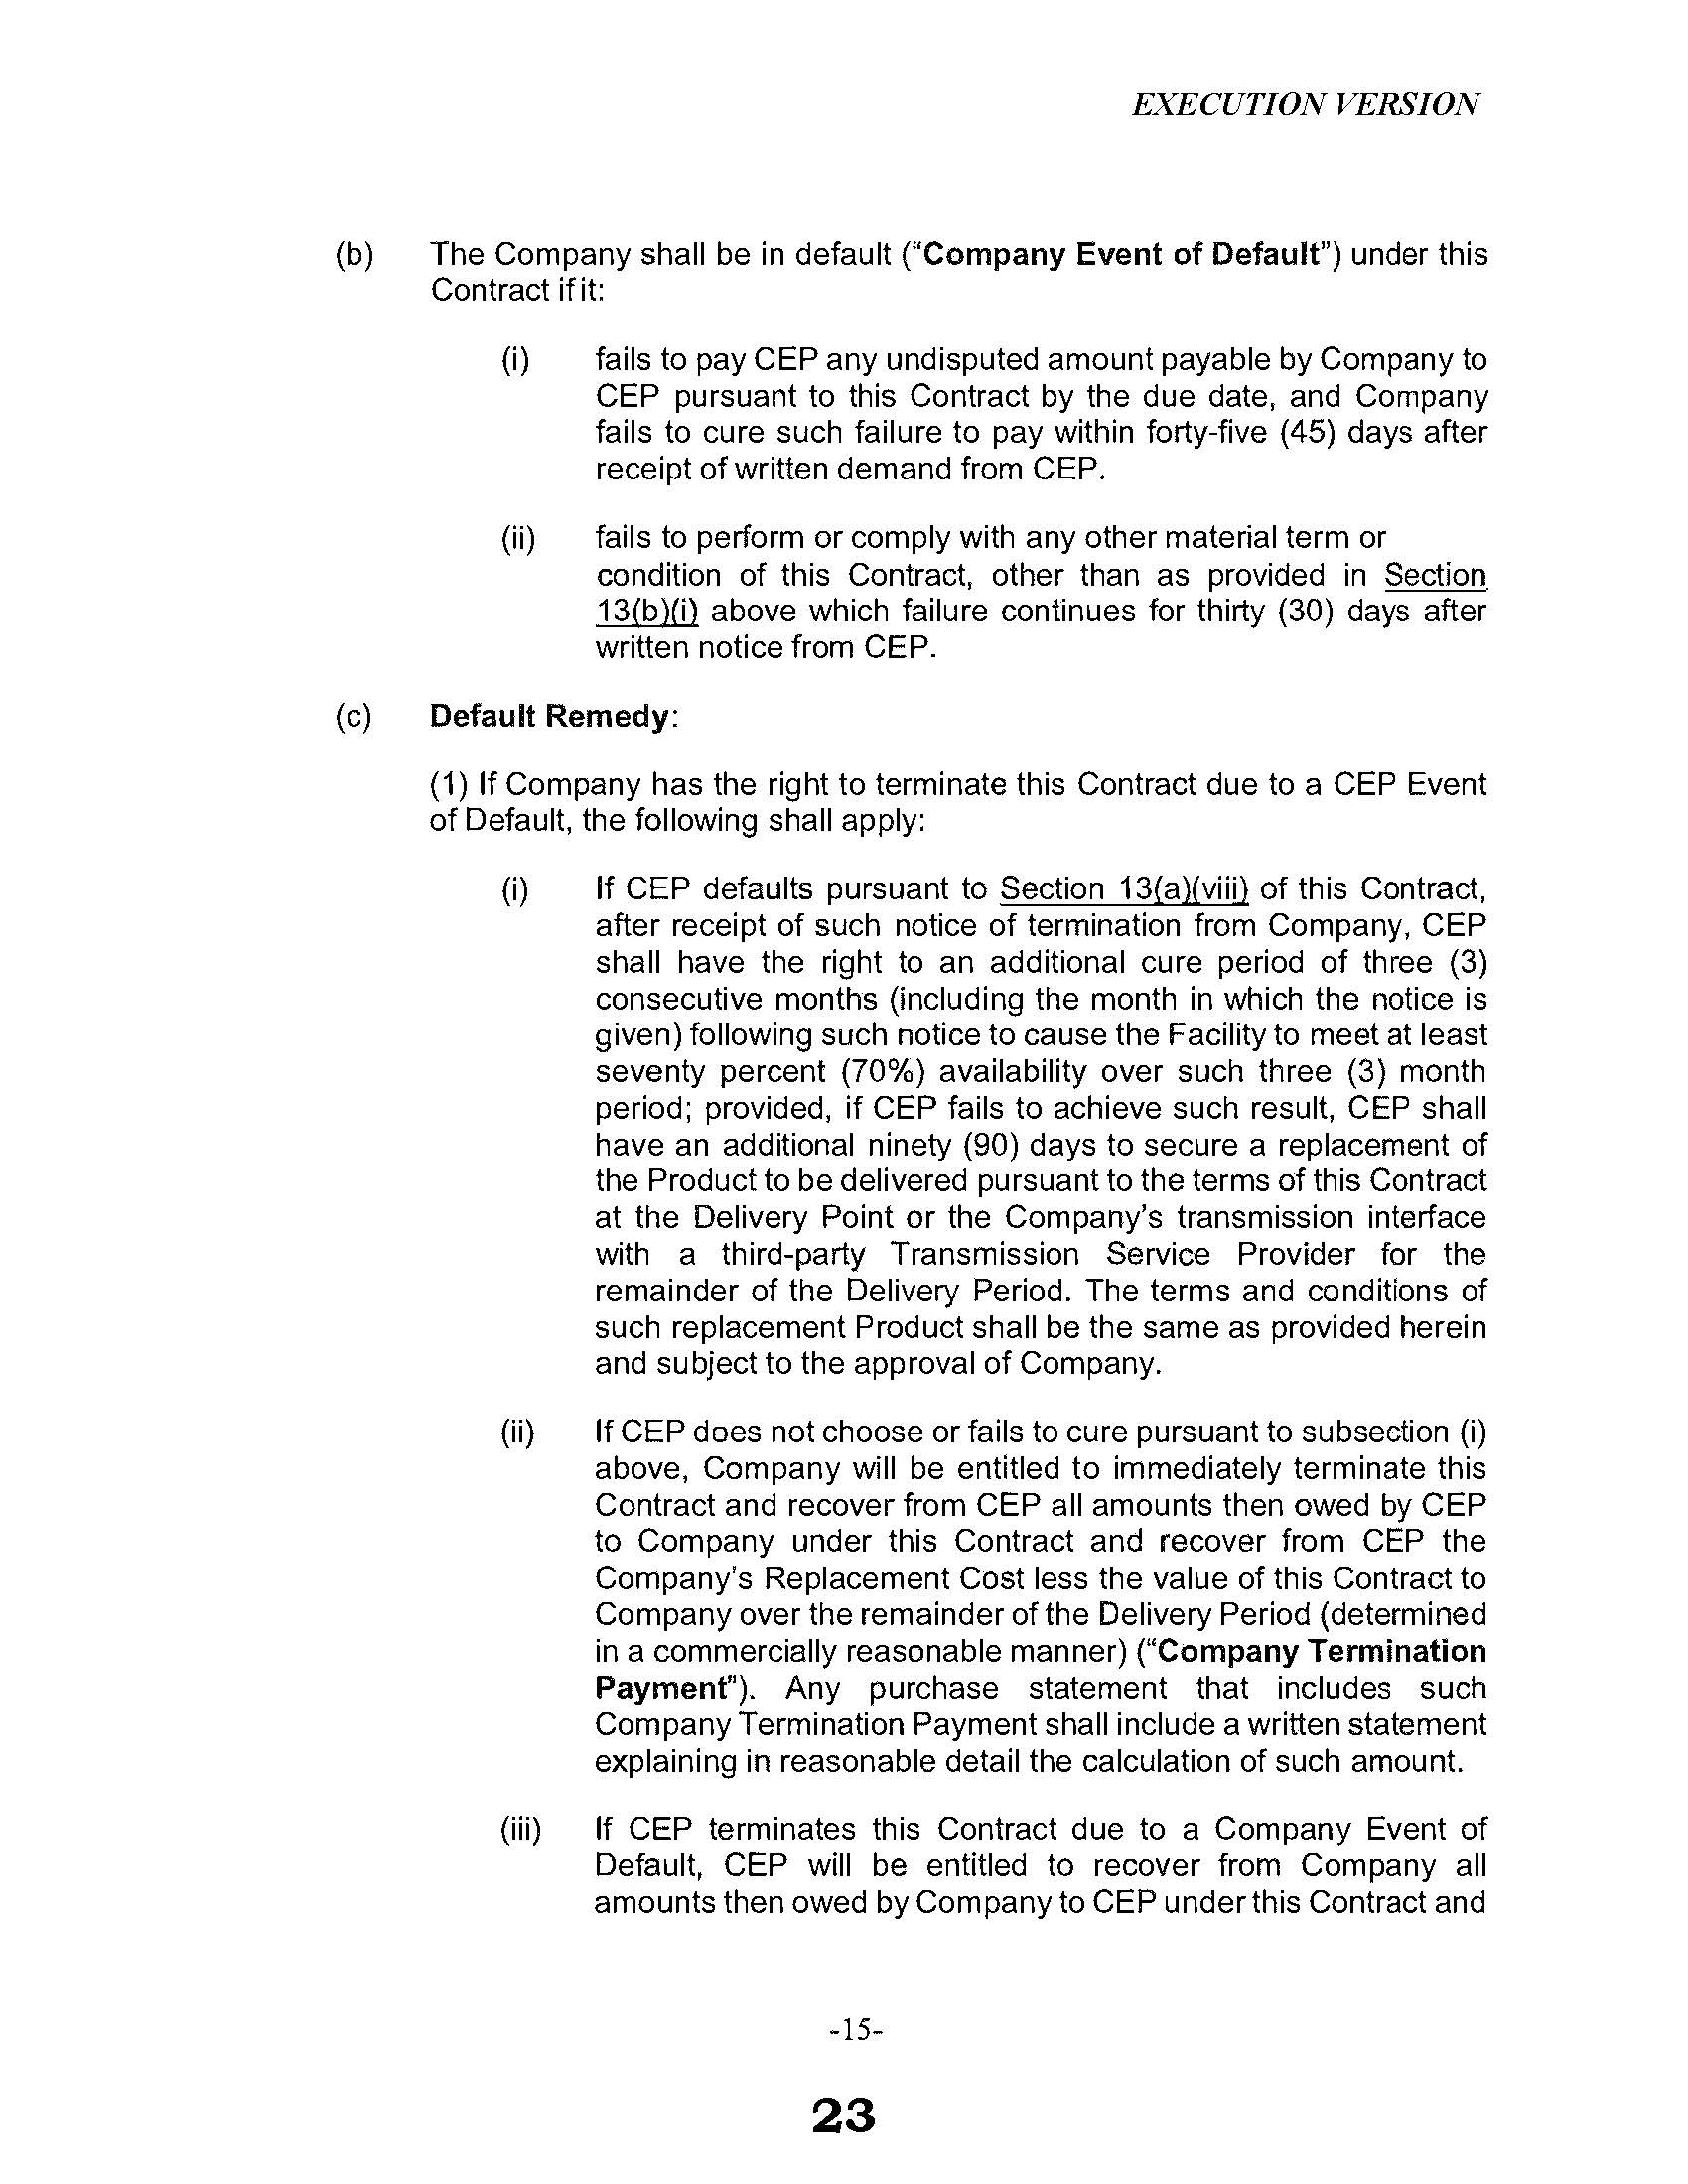 EXECUTION VERSION
(b) The Company shall be in default (“Company Event of Default”) under this
Contract if it:
(i) fails to pay CEP any undisputed amount payable by Company to
CEP pursuant to this Contract by the due date, and Company
fails to cure such failure to pay within forty-five (45) days after
receipt of written demand from CEP.
(ii) fails to perform or comply with any other material term or
condition of this Contract, other than as provided in Section
13(b)(i) above which failure continues for thirty (30) days after
written notice from CEP.
(c) Default Remedy:
(1) If Company has the right to terminate this Contract due to a CEP Event
of Default, the following shall apply:
(i) If CEP defaults pursuant to Section 13(a)(viii) of this Contract,
after receipt of such notice of termination from Company, CEP
shall have the right to an additional cure period of three (3)
consecutive months (including the month in which the notice is
given) following such notice to cause the Facility to meet at least
seventy percent (70%) availability over such three (3) month
period; provided, if CEP fails to achieve such result, CEP shall
have an additional ninety (90) days to secure a replacement of
the Product to be delivered pursuant to the terms of this Contract
at the Delivery Point or the Company’s transmission interface
with a third-party Transmission Service Provider for the
remainder of the Delivery Period. The terms and conditions of
such replacement Product shall be the same as provided herein
and subject to the approval of Company.
(ii) If CEP does not choose or fails to cure pursuant to subsection (i)
above, Company will be entitled to immediately terminate this
Contract and recover from CEP all amounts then owed by CEP
to Company under this Contract and recover from CEP the
Company’s Replacement Cost less the value of this Contract to
Company over the remainder of the Delivery Period (determined
in a commercially reasonable manner) (“Company Termination
Payment”). Any purchase statement that includes such
Company Termination Payment shall include a written statement
explaining in reasonable detail the calculation of such amount.
(iii) If CEP terminates this Contract due to a Company Event of
Default, CEP will be entitled to recover from Company all
amounts then owed by Company to CEP under this Contract and
-15-
23